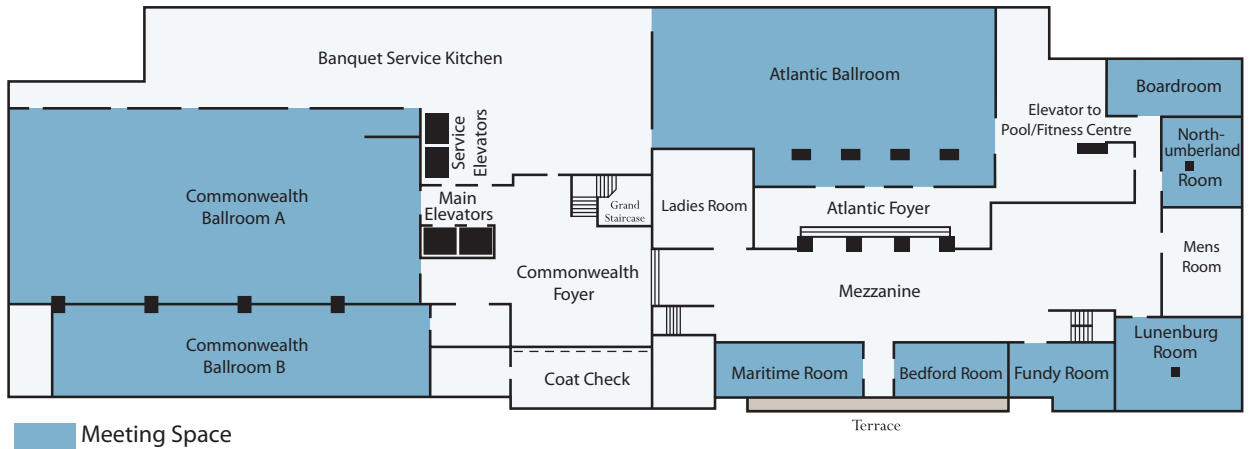 Banquet Service Kitchen
Atlantic Ballroom
Boardroom
Elevator to
Pool/Fitness Centre
Service
Elevators
North-
umberland
Room
Commonwealth
Ballroom A
Main
Elevators
Grand
Staircase
Ladies Room
Atlantic Foyer
Mens
Room
Commonwealth
Foyer
Mezzanine
Commonwealth
Ballroom B
Coat Check
Maritime Room
Bedford Room
Fundy Room
Lunenburg
Room
Terrace
Meeting Space